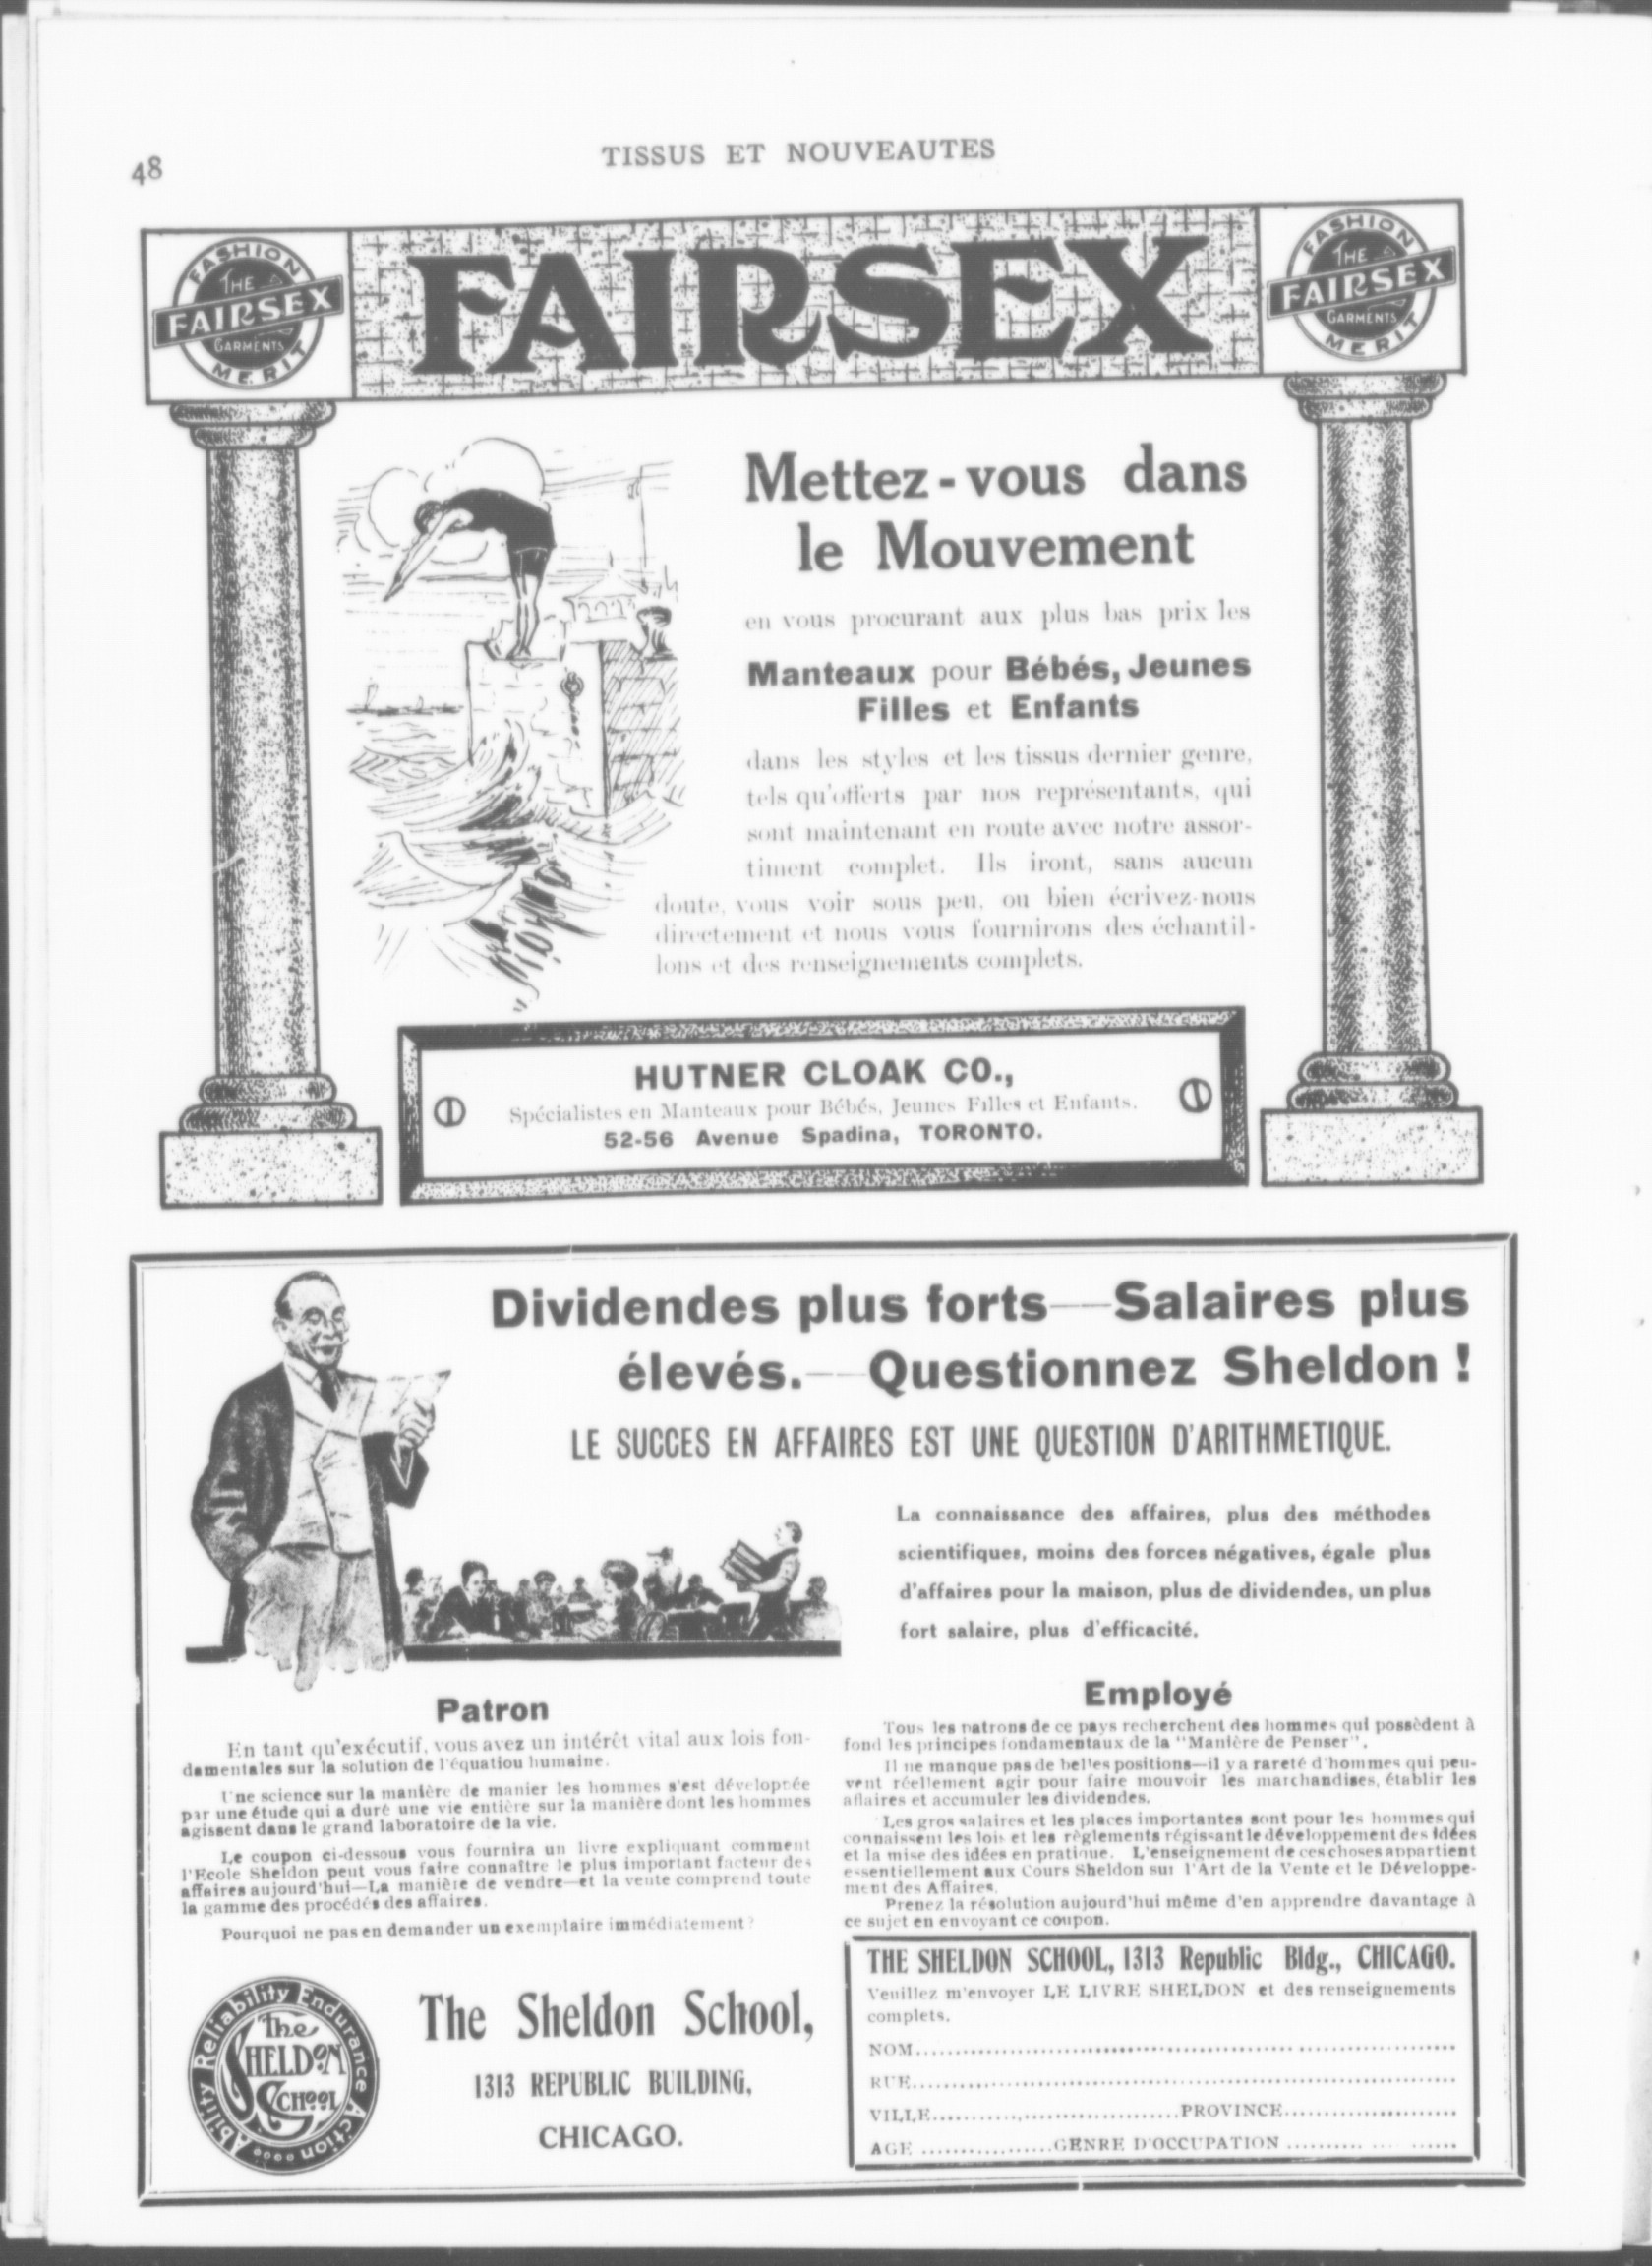 48
TISSUS ET NOUVEAUTES
FASHION
THE
FAIRSEX
GARMENTS
MERIT
FAIRSEX
FASHION
THE
FAIRSEX
GARMENTS
MERIT
Mettez-vous dans
le Mouvement
en vous procurant aux plus bas prix les
Manteaux pour Bébés, Jeunes
Filles et Enfants
dans les styles et les tissus dernier genre,
tels qu'offerts par nos représentants, qui
sont maintenant en route avec notre assor-
timent complet. Ils iront, sans aucun
doute, vous voir sous peu, ou bien écrivez-nous
directement et nous vous fournirons des échantil-
lons et des renseignements complets.
HUTNER CLOAK CO.,
Spécialistes en Manteaux pour Bébés, Jeunes Filles et Enfants.
52-56 Avenue Spadina, TORONTO.
Dividendes plus forts—Salaires plus
élevés.—Questionnez Sheldon !
LE SUCCES EN AFFAIRES EST UNE QUESTION D'ARITHMETIQUE.
La connaissance des affaires, plus des méthodes
scientifiques, moins des forces négatives, égale plus
d'affaires pour la maison, plus de dividendes, un plus
fort salaire, plus d'efficacité.
Patron
En tant qu'exécutif, vous avez un intérêt vital aux lois fon-
damentales sur la solution de l'équatiou humaine.
Une science sur la manière de manier les hommes s'est développée
par une étude qui a duré une vie entière sur la manière dont les hommes
agissent dans le grand laboratoire de la vie.
Le coupon ci-dessous vous fournira un livre expliquant comment
l'Ecole Sheldon peut vous faire connaître le plus important facteur des
affaires aujourd'hui—La manière de vendre—et la vente comprend toute
la gamme des procédés des affaires.
Pourquoi ne pas en demander un exemplaire immédiatement?
Employé
Tous les patrons de ce pays recherchent des hommes qui possèdent à
fond les principes fondamentaux de la "Manière de Penser".
Il ne manque pas de belles positions—il y a rareté d'hommes qui peu-
vent réellement agir pour faire mouvoir les marchandises, établir les
affaires et accumuler les dividendes.
Les gros salaires et les places importantes sont pour les hommes qui
connaissent les lois et les règlements régissant le développement des idées
et la mise des idées en pratique. L'enseignement de ces choses appartient
essentiellement aux Cours Sheldon sur l'Art de la Vente et le Développe-
ment des Affaires.
Prenez la résolution aujourd'hui même d'en apprendre davantage à
ce sujet en envoyant ce coupon.
Ability Reliability Endurance Action
The
SHELDON
SCHOOL
The Sheldon School,
1313 REPUBLIC BUILDING,
CHICAGO.
THE SHELDON SCHOOL, 1313 Republic Bldg., CHICAGO.
Veuillez m'envoyer LE LIVRE SHELDON et des renseignements
complets.
NOM
RUE
VILLE PROVINCE
AGE GENRE D'OCCUPATION